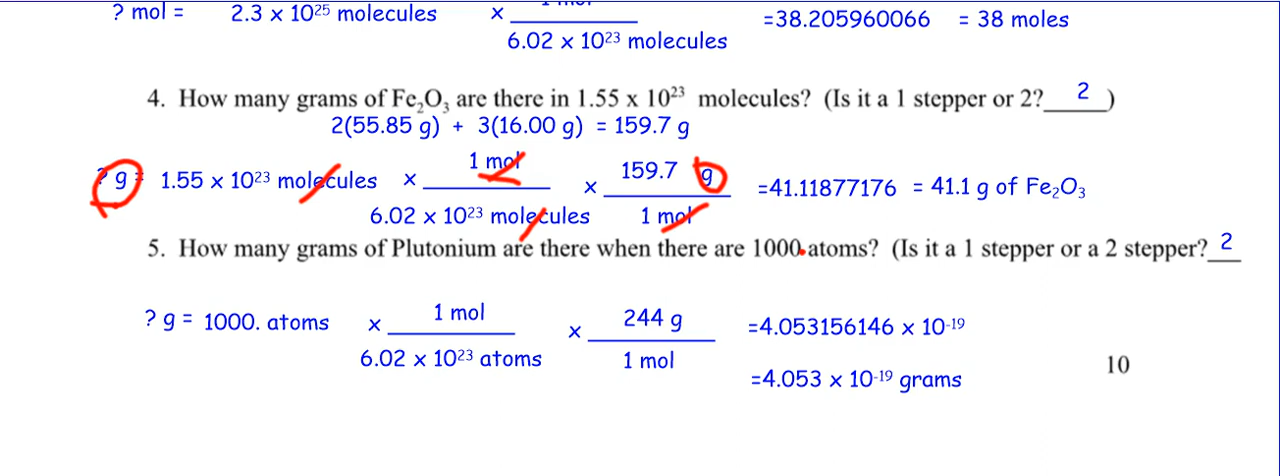 ? mol = 2.3 x 10²⁵ molecules x 1 mol =38.205960066 = 38 moles
6.02 x 10²³ molecules
4. How many grams of Fe₂O₃ are there in 1.55 x 10²³ molecules? (Is it a 1 stepper or 2?__2__)
2(55.85 g) + 3(16.00 g) = 159.7 g
? g = 1.55 x 10²³ molecules x 1 mol x 159.7 g =41.11877176 = 41.1 g of Fe₂O₃
6.02 x 10²³ molecules 1 mol
5. How many grams of Plutonium are there when there are 1000.atoms? (Is it a 1 stepper or a 2 stepper?_2_
? g = 1000. atoms x 1 mol x 244 g =4.053156146 x 10⁻¹⁹
6.02 x 10²³ atoms 1 mol
=4.053 x 10⁻¹⁹ grams
10